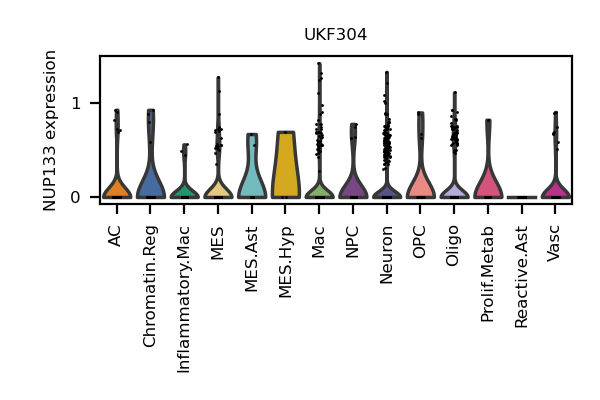 UKF304
NUP133 expression
1
0
AC
Chromatin.Reg
Inflammatory.Mac
MES
MES.Ast
MES.Hyp
Mac
NPC
Neuron
OPC
Oligo
Prolif.Metab
Reactive.Ast
Vasc